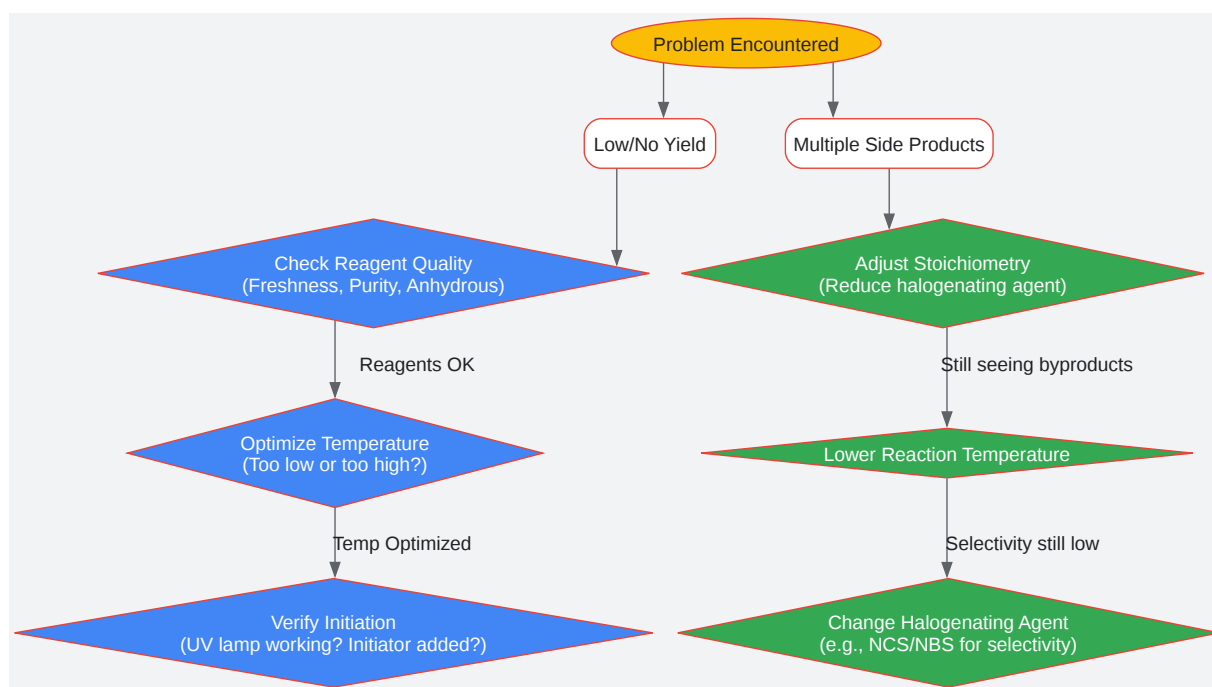 Problem Encountered
Low/No Yield
Multiple Side Products
Check Reagent Quality
(Freshness, Purity, Anhydrous)
Adjust Stoichiometry
(Reduce halogenating agent)
Reagents OK
Still seeing byproducts
Optimize Temperature
(Too low or too high?)
Lower Reaction Temperature
Temp Optimized
Selectivity still low
Verify Initiation
(UV lamp working? Initiator added?)
Change Halogenating Agent
(e.g., NCS/NBS for selectivity)